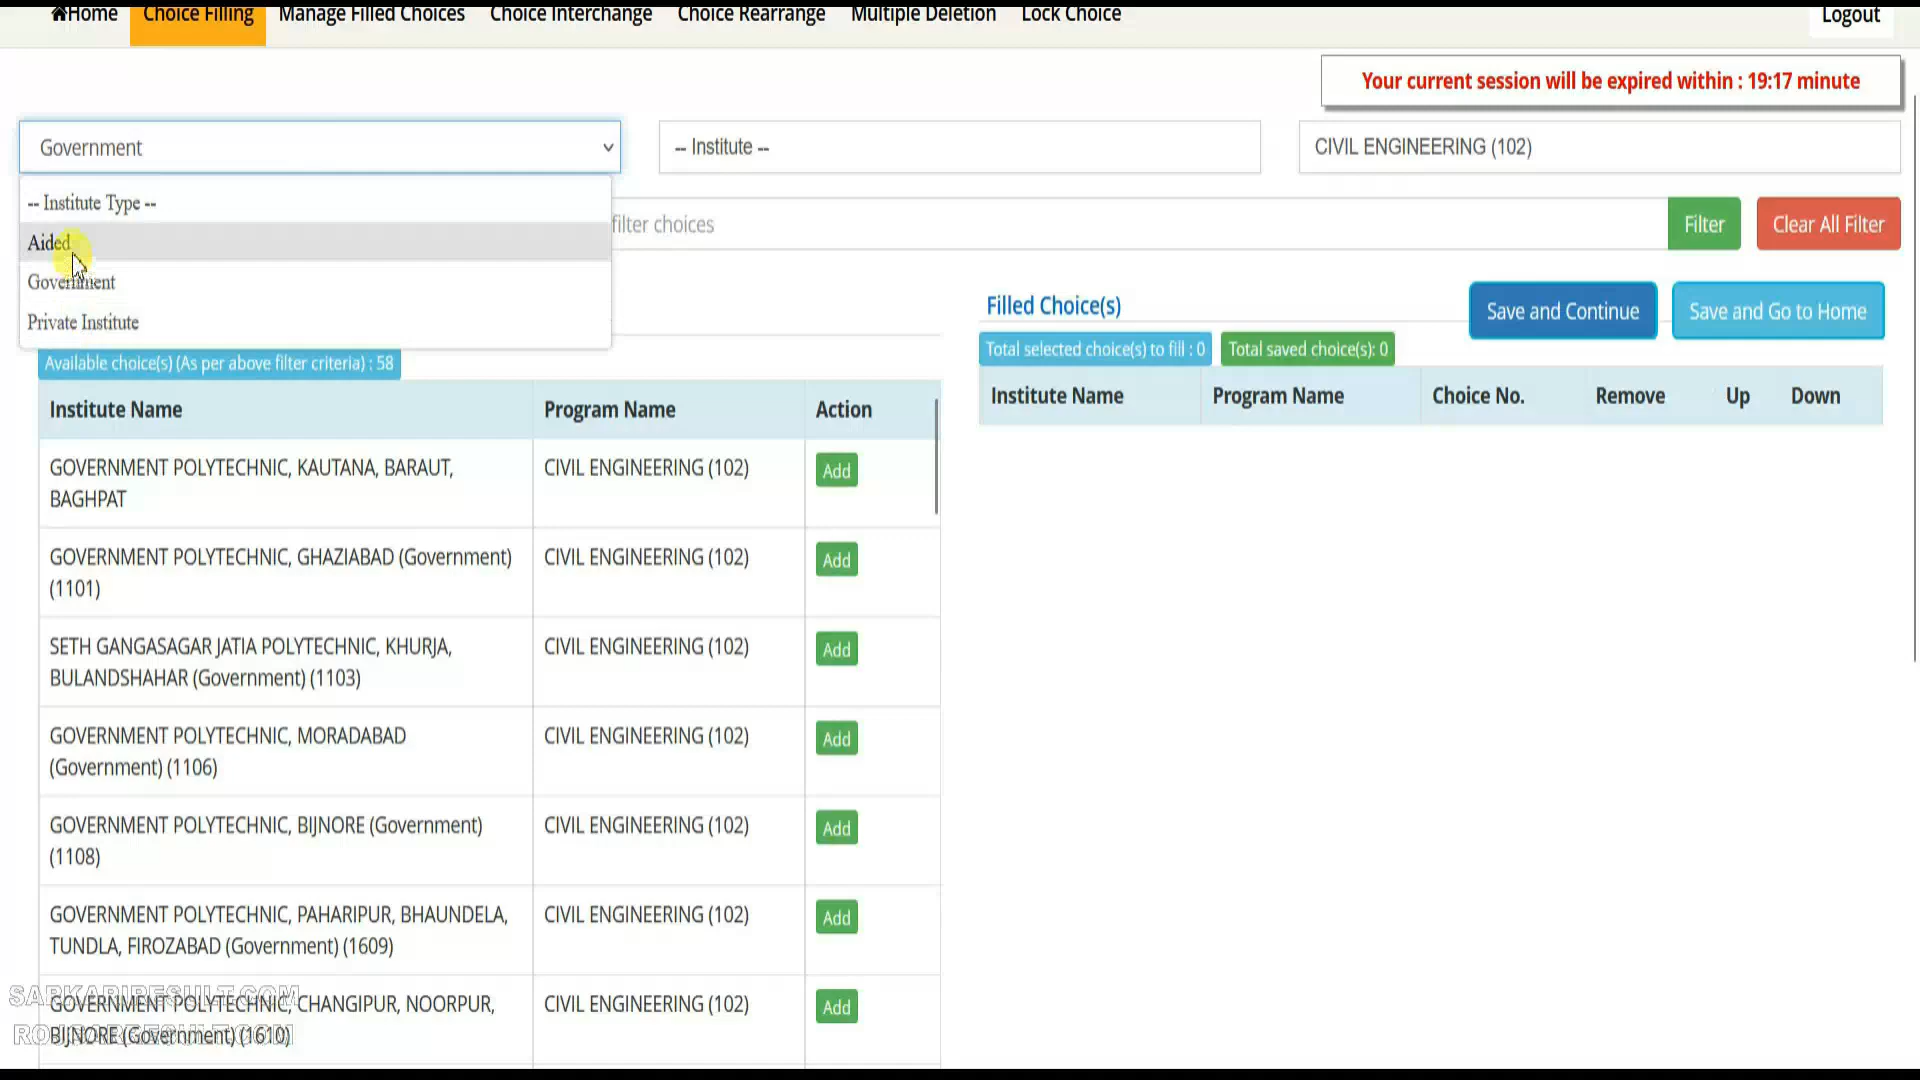 Home Choice Filling Manage Filled Choices Choice Interchange Choice Rearrange Multiple Deletion Lock Choice Logout
Your current session will be expired within : 19:17 minute
Government -- Institute -- CIVIL ENGINEERING (102)
-- Institute Type --
Aided
Government
Private Institute
filter choices Filter Clear All Filter
Filled Choice(s) Save and Continue Save and Go to Home
Total selected choice(s) to fill : 0 Total saved choice(s): 0
Institute Name Program Name Choice No. Remove Up Down
Available choice(s) (As per above filter criteria) : 58
Institute Name Program Name Action
GOVERNMENT POLYTECHNIC, KAUTANA, BARAUT, CIVIL ENGINEERING (102) Add
BAGHPAT
GOVERNMENT POLYTECHNIC, GHAZIABAD (Government) CIVIL ENGINEERING (102) Add
(1101)
SETH GANGASAGAR JATIA POLYTECHNIC, KHURJA, CIVIL ENGINEERING (102) Add
BULANDSHAHAR (Government) (1103)
GOVERNMENT POLYTECHNIC, MORADABAD CIVIL ENGINEERING (102) Add
(Government) (1106)
GOVERNMENT POLYTECHNIC, BIJNORE (Government) CIVIL ENGINEERING (102) Add
(1108)
GOVERNMENT POLYTECHNIC, PAHARIPUR, BHAUNDELA, CIVIL ENGINEERING (102) Add
TUNDLA, FIROZABAD (Government) (1609)
GOVERNMENT POLYTECHNIC, CHANGIPUR, NOORPUR, CIVIL ENGINEERING (102) Add
BIJNORE (Government) (1610)
SARKARIRESULT.COM